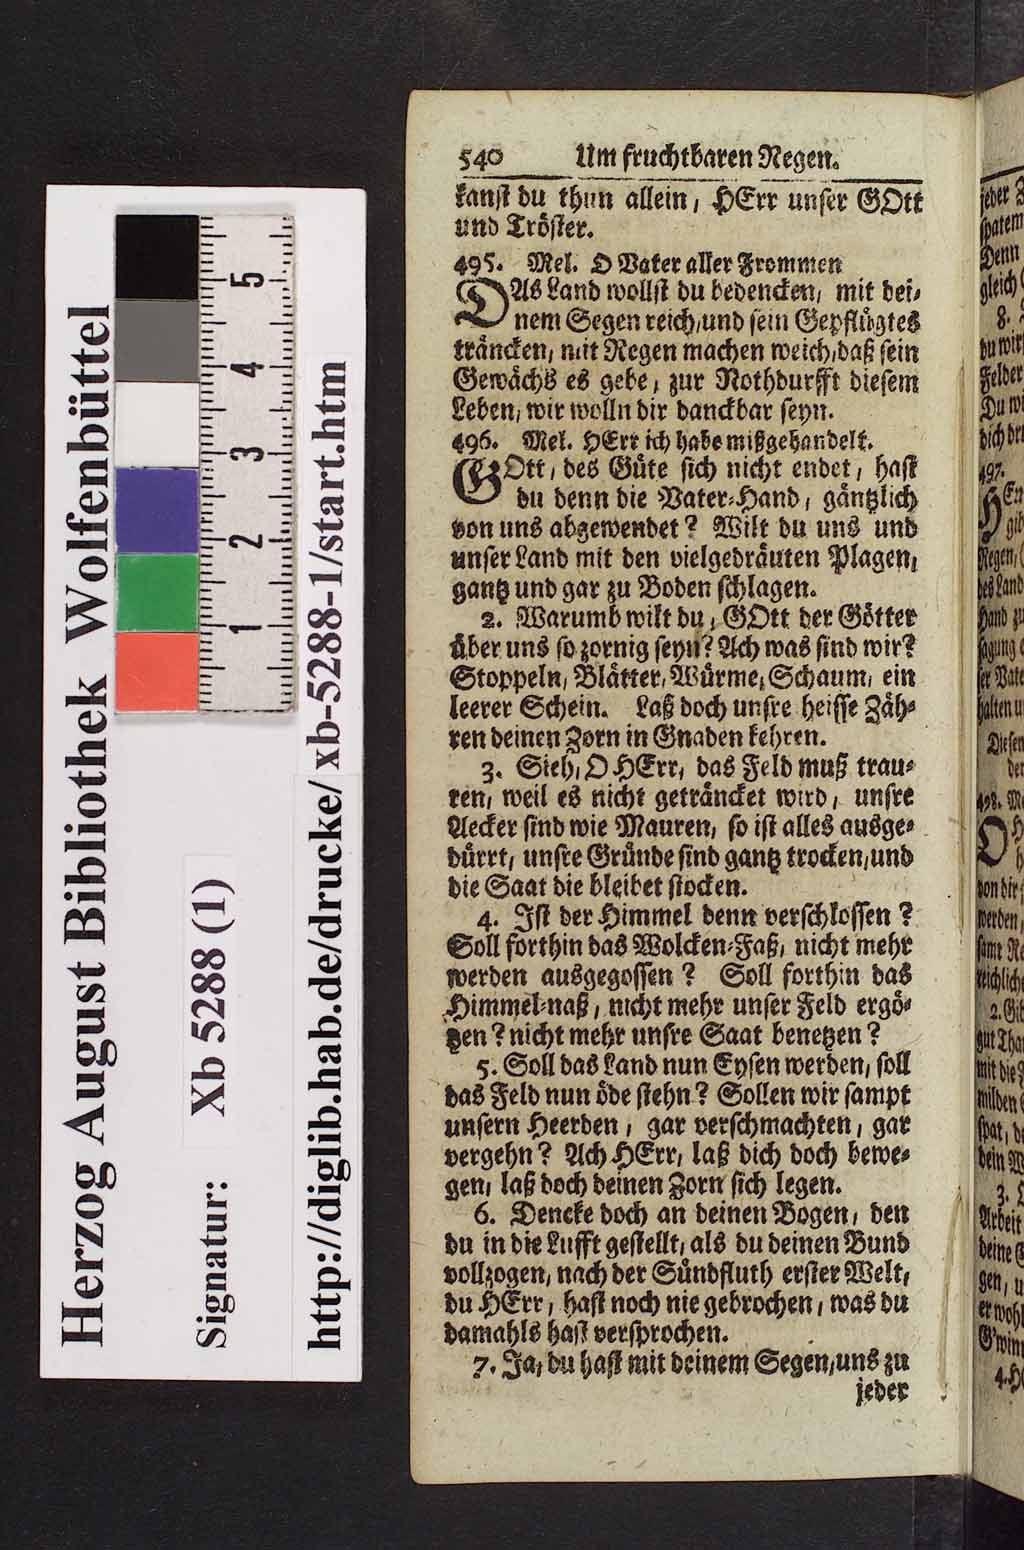 Herzog August Bibliothek Wolfenbüttel
Signatur: Xb 5288 (1)
http://diglib.hab.de/drucke/xb-5288-1/start.htm
5
4
3
2
1
540 Um fruchtbaren Regen.
kanſt du thun allein, HErr unſer GOtt
und Tröſter.
495. Mel. O Vater aller Frommen
DAs Land wollſt du bedencken, mit dei-
nem Segen reich, und ſein Gepflügtes
träncken, mit Regen machen weich, daß ſein
Gewächs es gebe, zur Nothdurfft dieſem
Leben, wir wolln dir danckbar ſeyn.
496. Mel. HErr ich habe mißgehandelt.
GOtt, des Güte ſich nicht endet, haſt
du denn die Vater-Hand, gäntzlich
von uns abgewendet? Wilt du uns und
unſer Land mit den vielgedräuten Plagen,
gantz und gar zu Boden ſchlagen.
2. Warumb wilt du, GOtt der Götter
über uns ſo zornig ſeyn? Ach was ſind wir?
Stoppeln, Blätter, Würme, Schaum, ein
leerer Schein. Laß doch unſre heiſſe Zäh-
ren deinen Zorn in Gnaden kehren.
3. Sieh, O HErr, das Feld muß trau-
ren, weil es nicht geträncket wird, unſre
Aecker ſind wie Mauren, ſo iſt alles ausge-
dürrt, unſre Gründe ſind gantz trocken, und
die Saat die bleibet ſtocken.
4. Iſt der Himmel denn verſchloſſen?
Soll forthin das Wolcken-Faß, nicht mehr
werden ausgegoſſen? Soll forthin das
Himmel-naß, nicht mehr unſer Feld ergö-
tzen? nicht mehr unſre Saat benetzen?
5. Soll das Land nun Eyſen werden, ſoll
das Feld nun öde ſtehn? Sollen wir ſampt
unſern Heerden, gar verſchmachten, gar
vergehn? Ach HErr, laß dich doch bewe-
gen, laß doch deinen Zorn ſich legen.
6. Dencke doch an deinen Bogen, den
du in die Lufft geſtellt, als du deinen Bund
vollzogen, nach der Sündfluth erſter Welt,
du HErr, haſt noch nie gebrochen, was du
damahls haſt verſprochen.
7. Ja, du haſt mit deinem Segen, uns zu
jeder